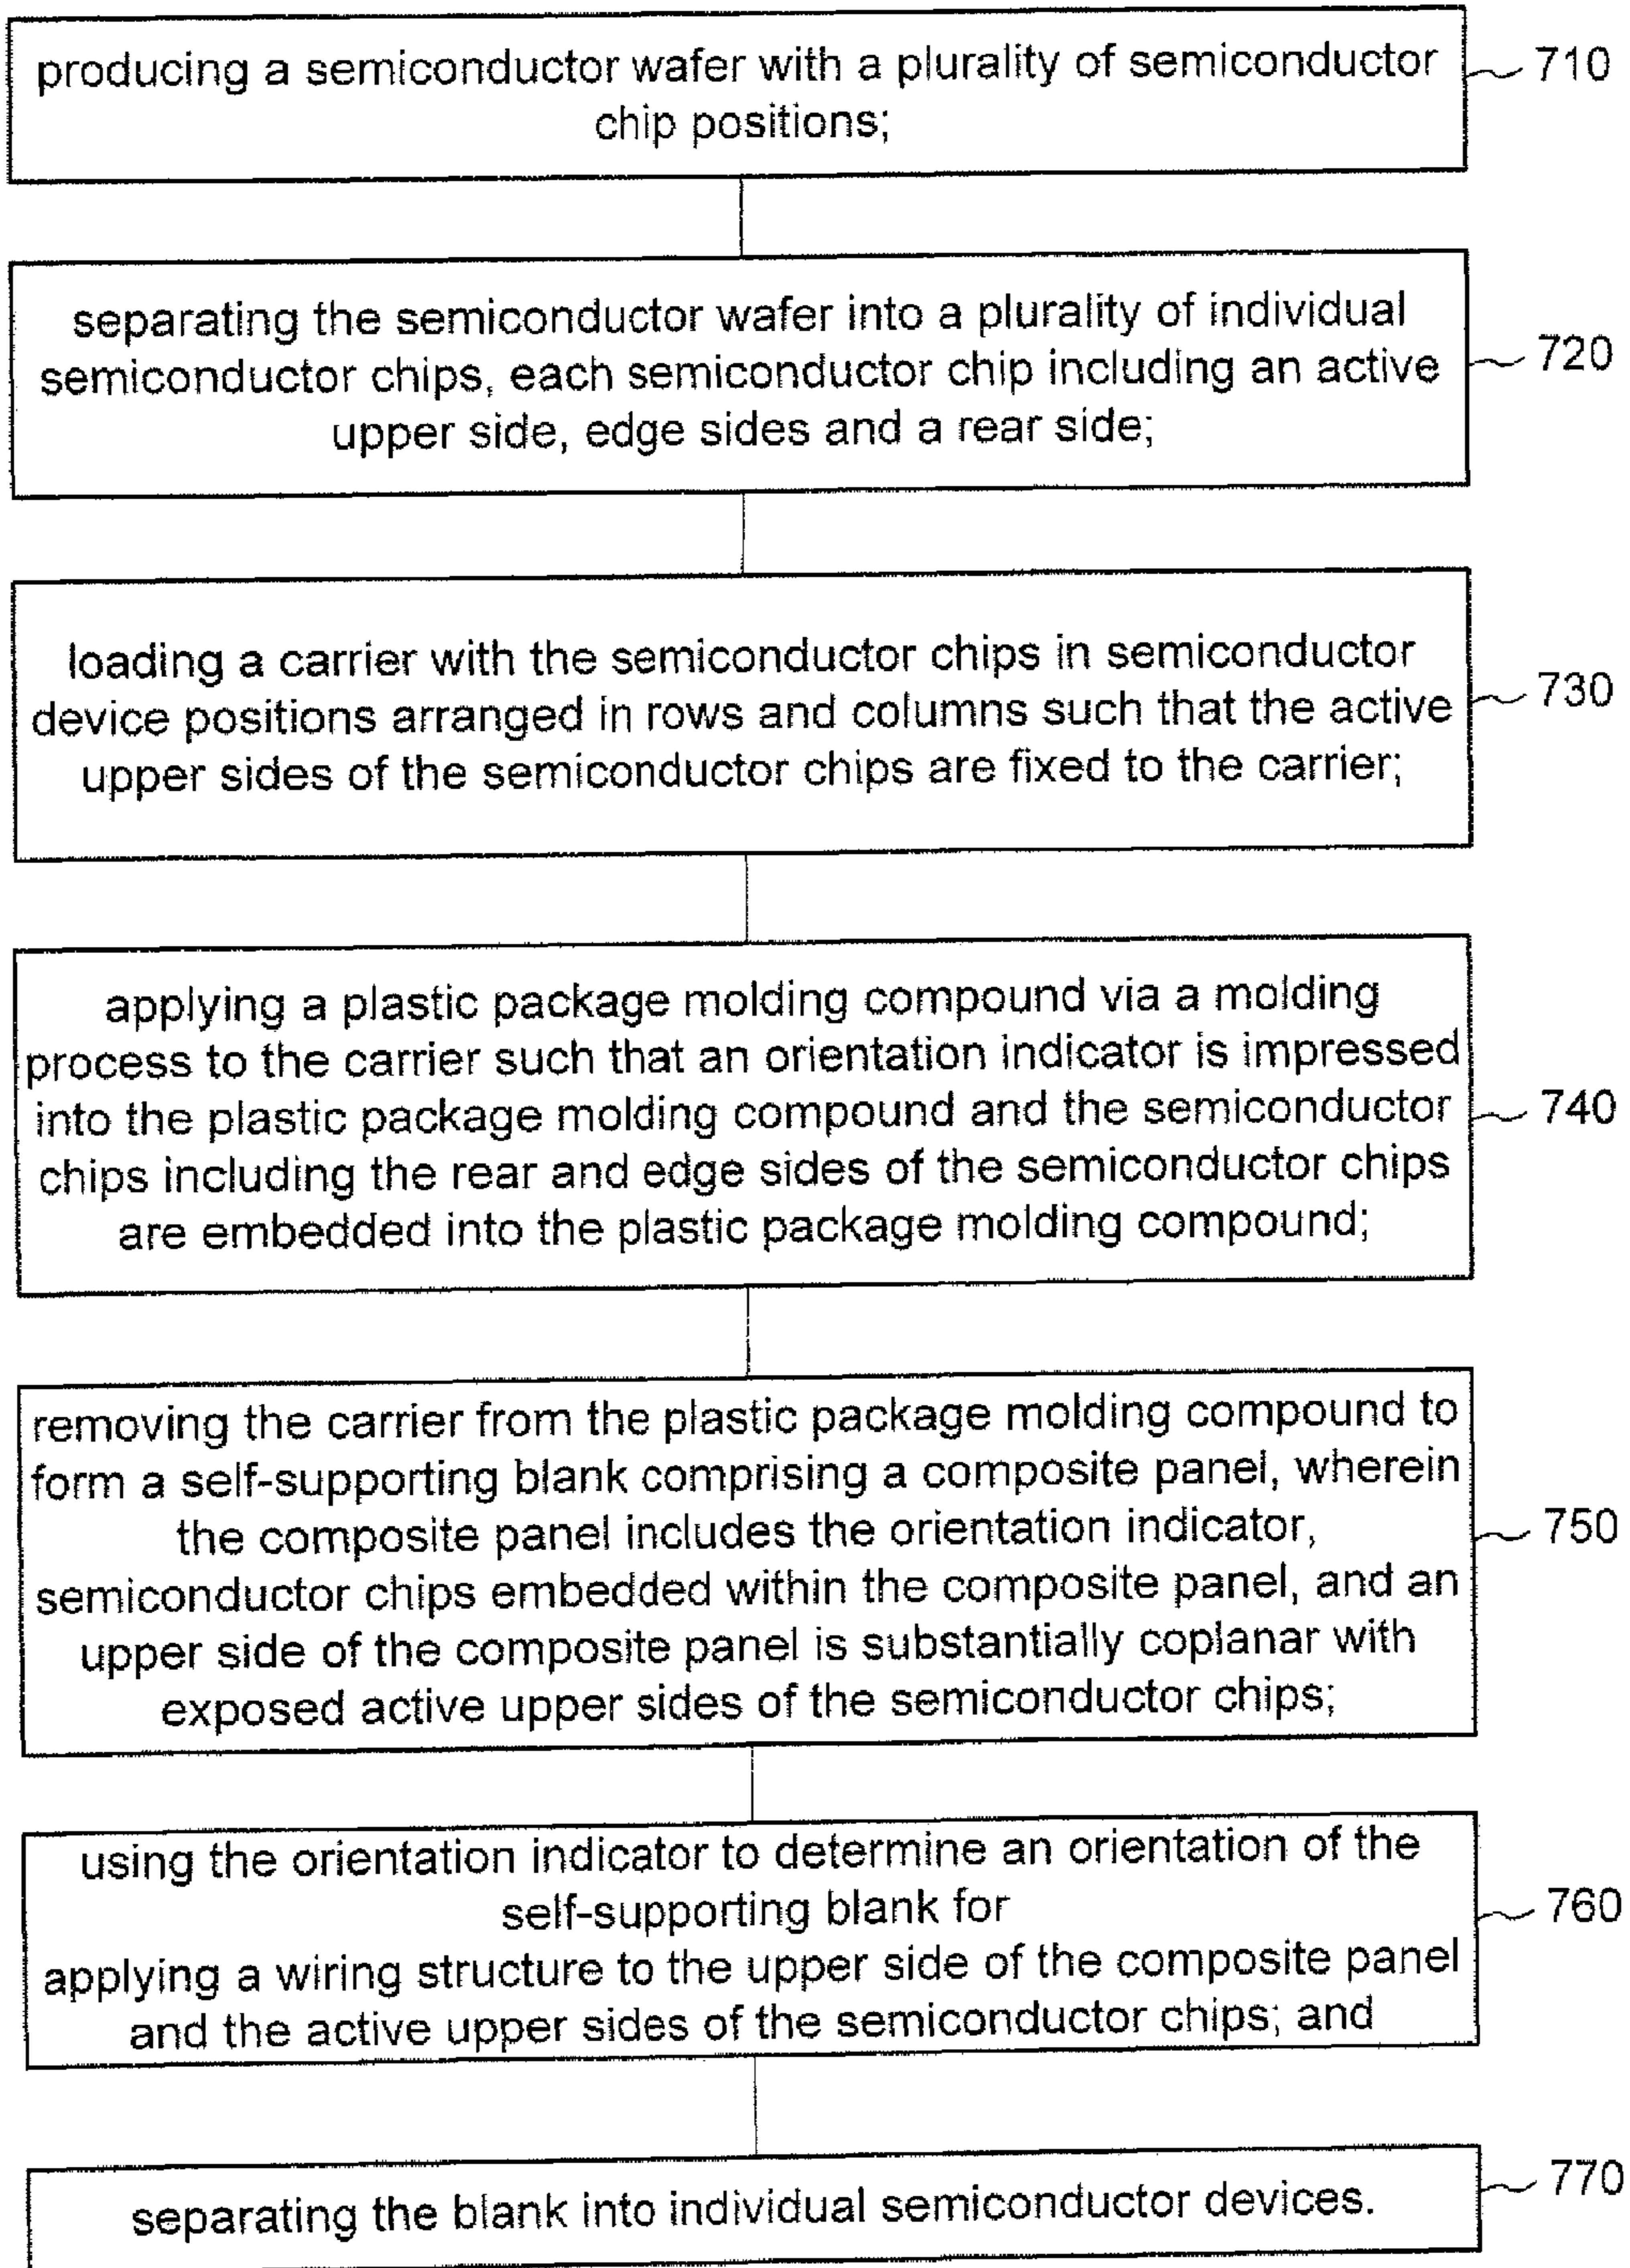 producing a semiconductor wafer with a plurality of semiconductor
chip positions;
710
separating the semiconductor wafer into a plurality of individual
semiconductor chips, each semiconductor chip including an active
upper side, edge sides and a rear side;
720
loading a carrier with the semiconductor chips in semiconductor
device positions arranged in rows and columns such that the active
upper sides of the semiconductor chips are fixed to the carrier;
730
applying a plastic package molding compound via a molding
process to the carrier such that an orientation indicator is impressed
into the plastic package molding compound and the semiconductor
chips including the rear and edge sides of the semiconductor chips
are embedded into the plastic package molding compound;
740
removing the carrier from the plastic package molding compound to
form a self-supporting blank comprising a composite panel, wherein
the composite panel includes the orientation indicator,
semiconductor chips embedded within the composite panel, and an
upper side of the composite panel is substantially coplanar with
exposed active upper sides of the semiconductor chips;
750
using the orientation indicator to determine an orientation of the
self-supporting blank for
applying a wiring structure to the upper side of the composite panel
and the active upper sides of the semiconductor chips; and
760
separating the blank into individual semiconductor devices.
770